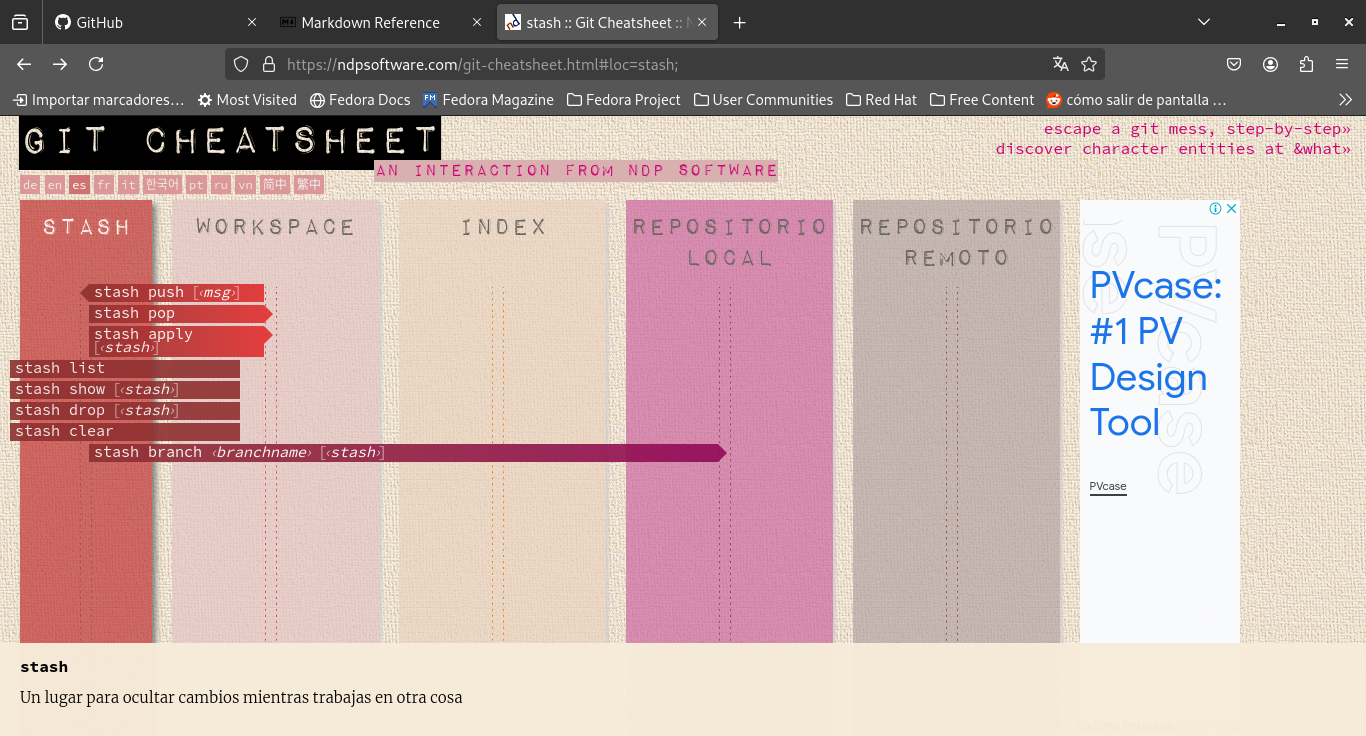 GitHub
Markdown Reference
stash :: Git Cheatsheet ::
https://ndpsoftware.com/git-cheatsheet.html#loc=stash;
Importar marcadores… Most Visited Fedora Docs Fedora Magazine Fedora Project User Communities Red Hat Free Content cómo salir de pantalla …
GIT CHEATSHEET
AN INTERACTION FROM NDP SOFTWARE
escape a git mess, step-by-step»
discover character entities at &what»
de en es fr it 한국어 pt ru vn 简中 繁中
STASH
WORKSPACE
INDEX
REPOSITORIO
LOCAL
REPOSITORIO
REMOTO
stash push [‹msg›]
stash pop
stash apply
[‹stash›]
stash list
stash show [‹stash›]
stash drop [‹stash›]
stash clear
stash branch ‹branchname› [‹stash›]
PVcase:
#1 PV
Design
Tool
PVcase
PVcase
stash
Un lugar para ocultar cambios mientras trabajas en otra cosa